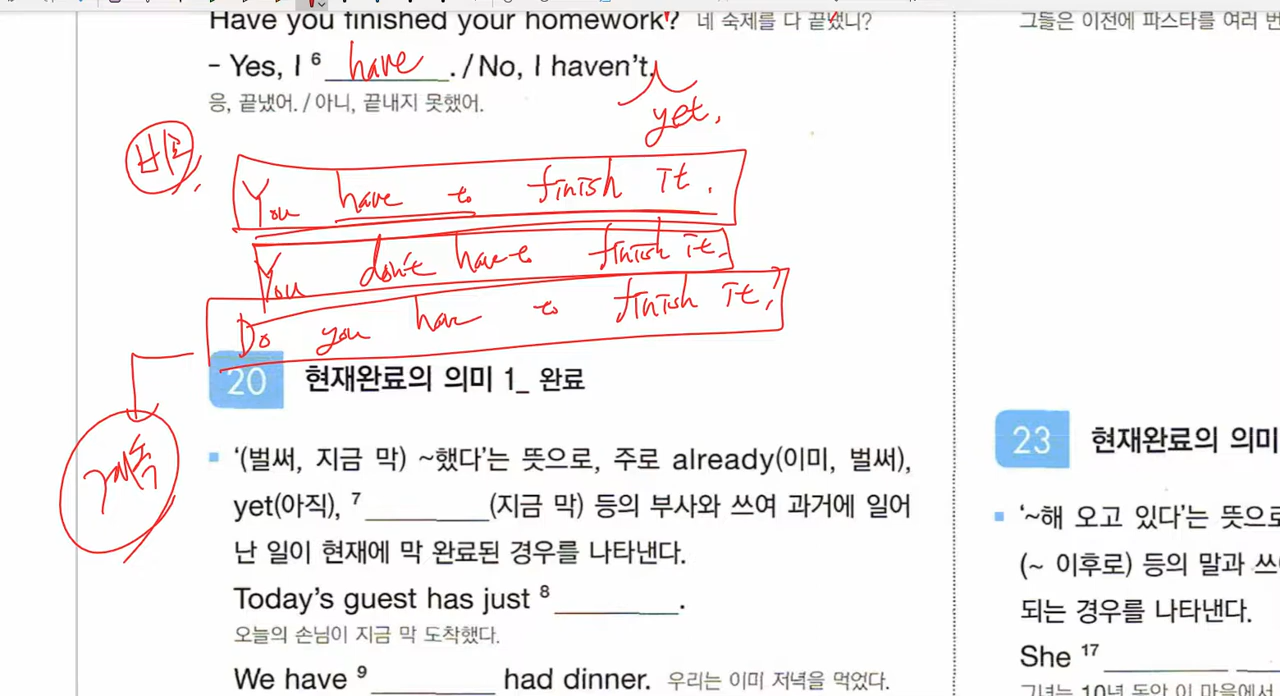 Have you finished your homework? 네 숙제를 다 끝냈니?
- Yes, I 6 have . / No, I haven't.
yet.
응, 끝냈어. / 아니, 끝내지 못했어.
비교
You have to finish it.
You don't have to finish it.
Do you have to finish it?
20 현재완료의 의미 1_ 완료
계속
'(벌써, 지금 막) ~했다'는 뜻으로, 주로 already(이미, 벌써),
yet(아직), 7 ________ (지금 막) 등의 부사와 쓰여 과거에 일어
난 일이 현재에 막 완료된 경우를 나타낸다.
Today's guest has just 8 ________ .
오늘의 손님이 지금 막 도착했다.
We have 9 ________ had dinner. 우리는 이미 저녁을 먹었다.
그들은 이전에 파스타를 여러 번
23 현재완료의 의미
'~해 오고 있다'는 뜻으로
(~ 이후로) 등의 말과 쓰
되는 경우를 나타낸다.
She 17 ________
그녀는 10년 동안 이 마을에서